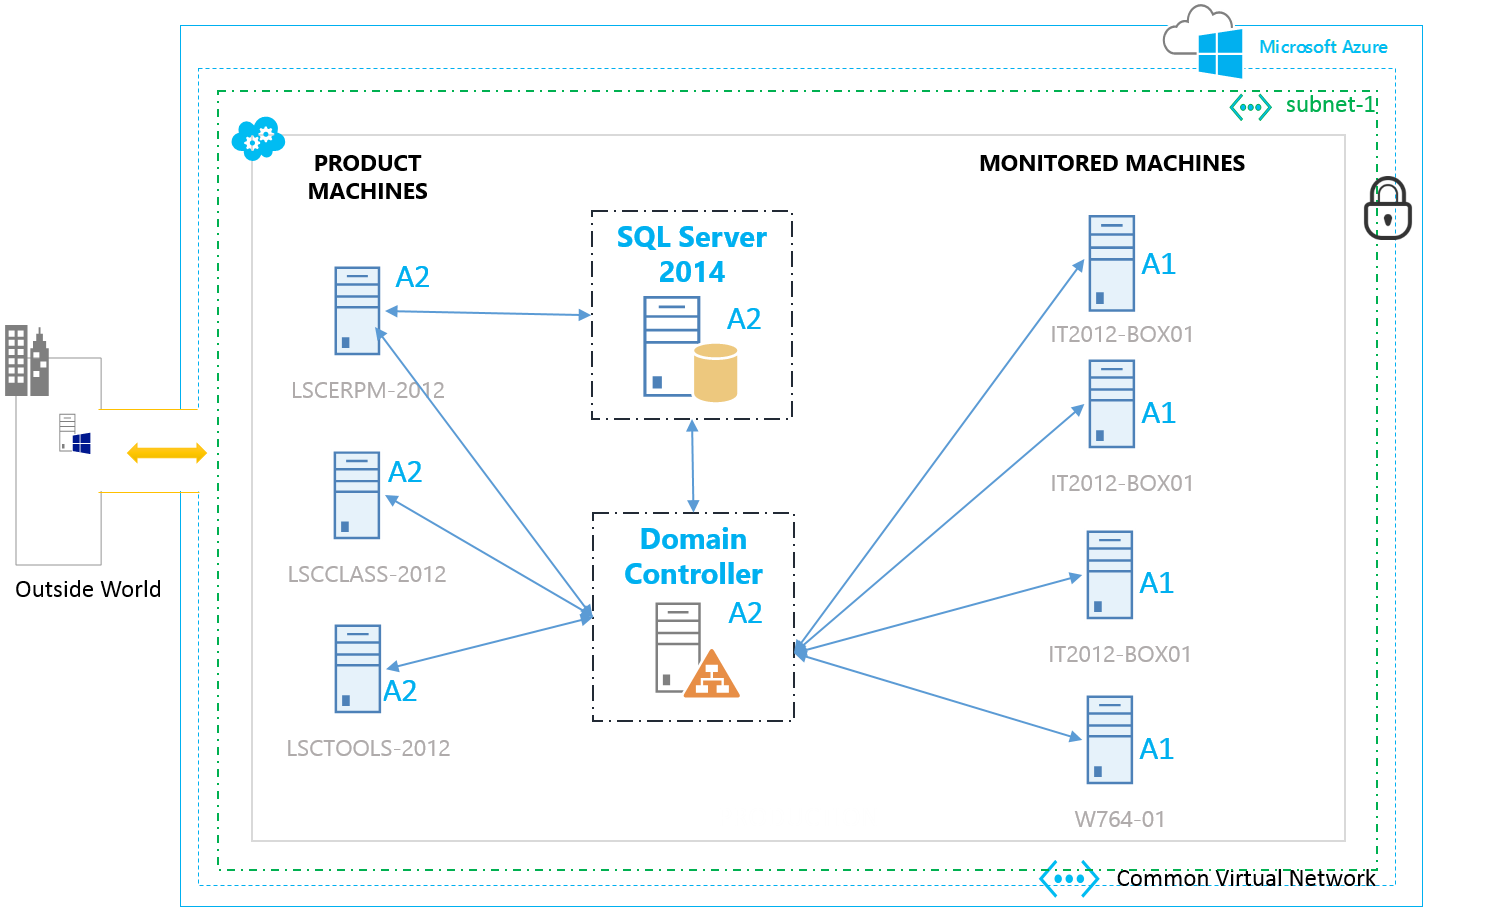 Microsoft Azure
subnet-1
PRODUCT
MACHINES
MONITORED MACHINES
SQL Server
2014
A2
A2
LSCERPM-2012
A1
IT2012-BOX01
A1
IT2012-BOX01
A2
LSCCLASS-2012
Domain
Controller
A2
A1
IT2012-BOX01
A2
LSCTOOLS-2012
A1
W764-01
Outside World
Common Virtual Network